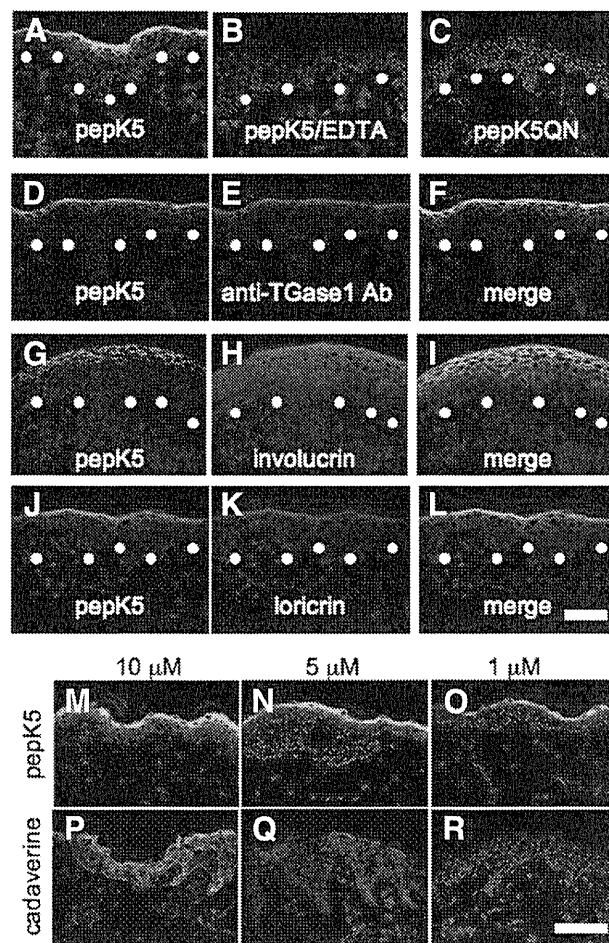 A B C
pepK5 pepK5/EDTA pepK5QN
D E F
pepK5 anti-TGase1 Ab merge
G H I
pepK5 involucrin merge
J K L
pepK5 loricrin merge
10 μM 5 μM 1 μM
pepK5 M N O
cadaverine P Q R